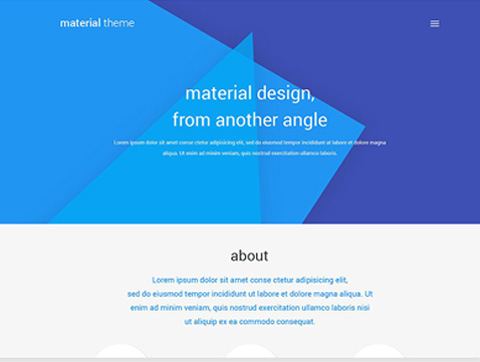 material theme
material design,
from another angle
Lorem ipsum dolor sit amet, consectetur ctetur adipisicing elit, sed do eiusmod tempor incididunt ut labore et dolore magna
aliqua. Ut enim ad minim veniam, quis nostrud exercitation ullamco laboris.
about
Lorem ipsum dolor sit amet, consectetur adipisicing elit,
sed do eiusmod tempor incididunt ut labore et dolore magna aliqua. Ut
enim ad minim veniam, quis nostrud exercitation ullamco laboris nisi
ut aliquip ex ea commodo consequat.